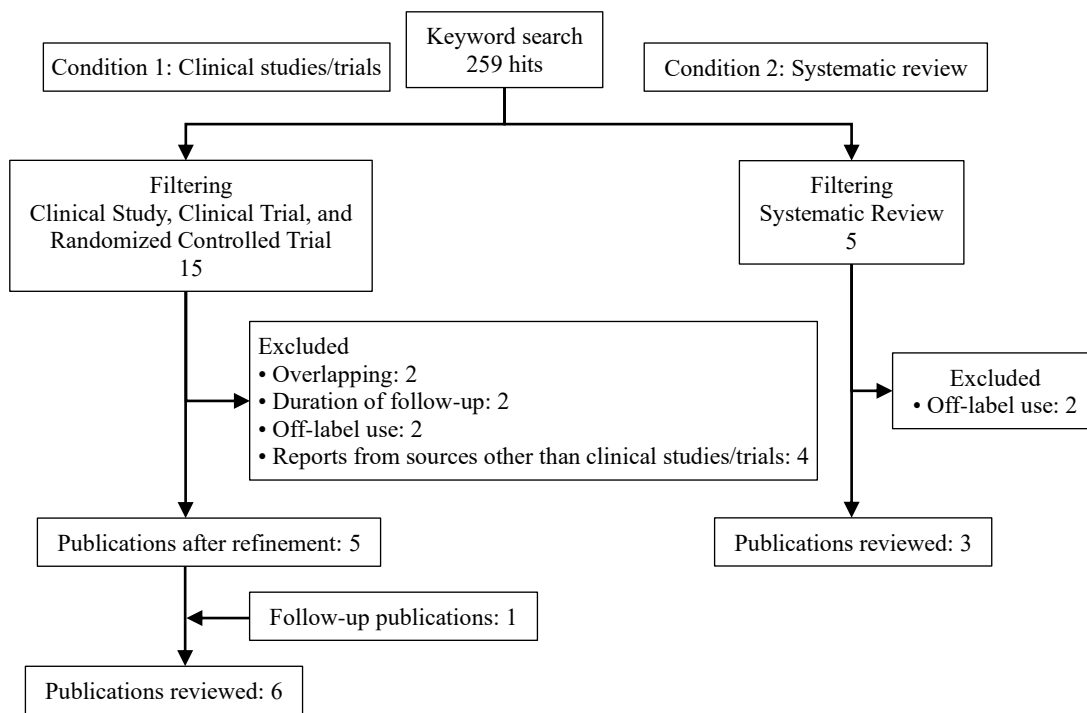 Keyword search
259 hits
Condition 1: Clinical studies/trials
Condition 2: Systematic review
Filtering
Clinical Study, Clinical Trial, and
Randomized Controlled Trial
15
Filtering
Systematic Review
5
Excluded
• Overlapping: 2
• Duration of follow-up: 2
• Off-label use: 2
• Reports from sources other than clinical studies/trials: 4
Excluded
• Off-label use: 2
Publications after refinement: 5
Publications reviewed: 3
Follow-up publications: 1
Publications reviewed: 6